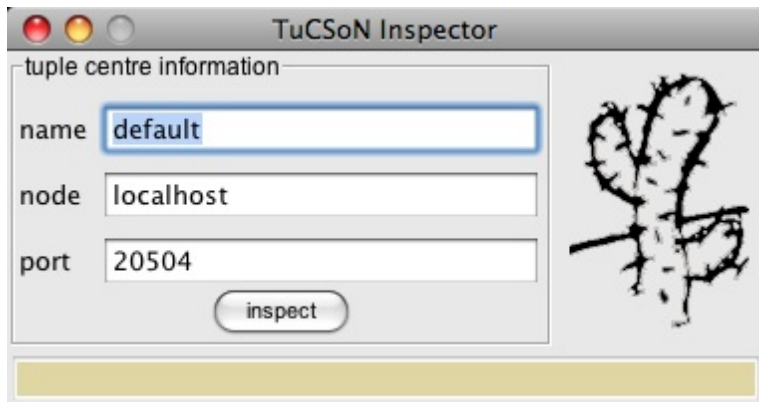 TuCSoN Inspector
tuple centre information
name default
node localhost
port 20504
inspect